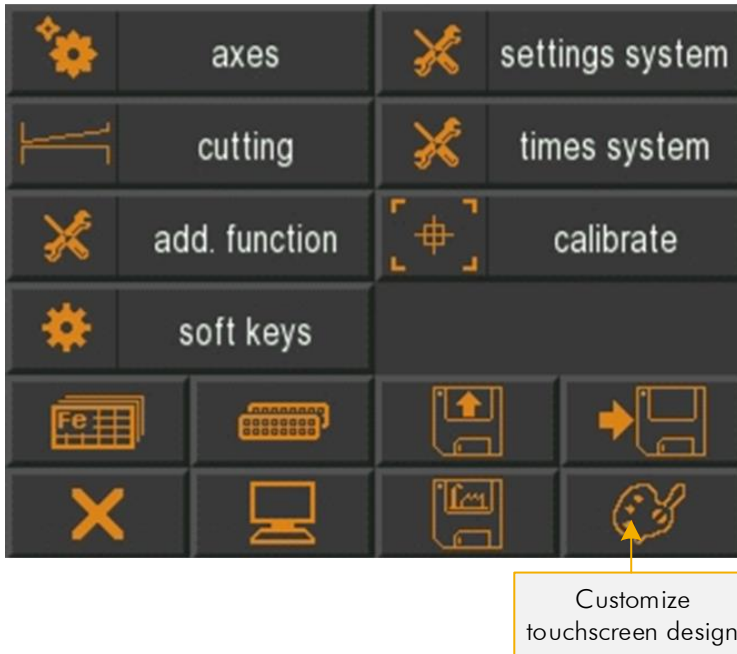 axes
settings system
cutting
times system
add. function
calibrate
soft keys
Fe
Customize
touchscreen design